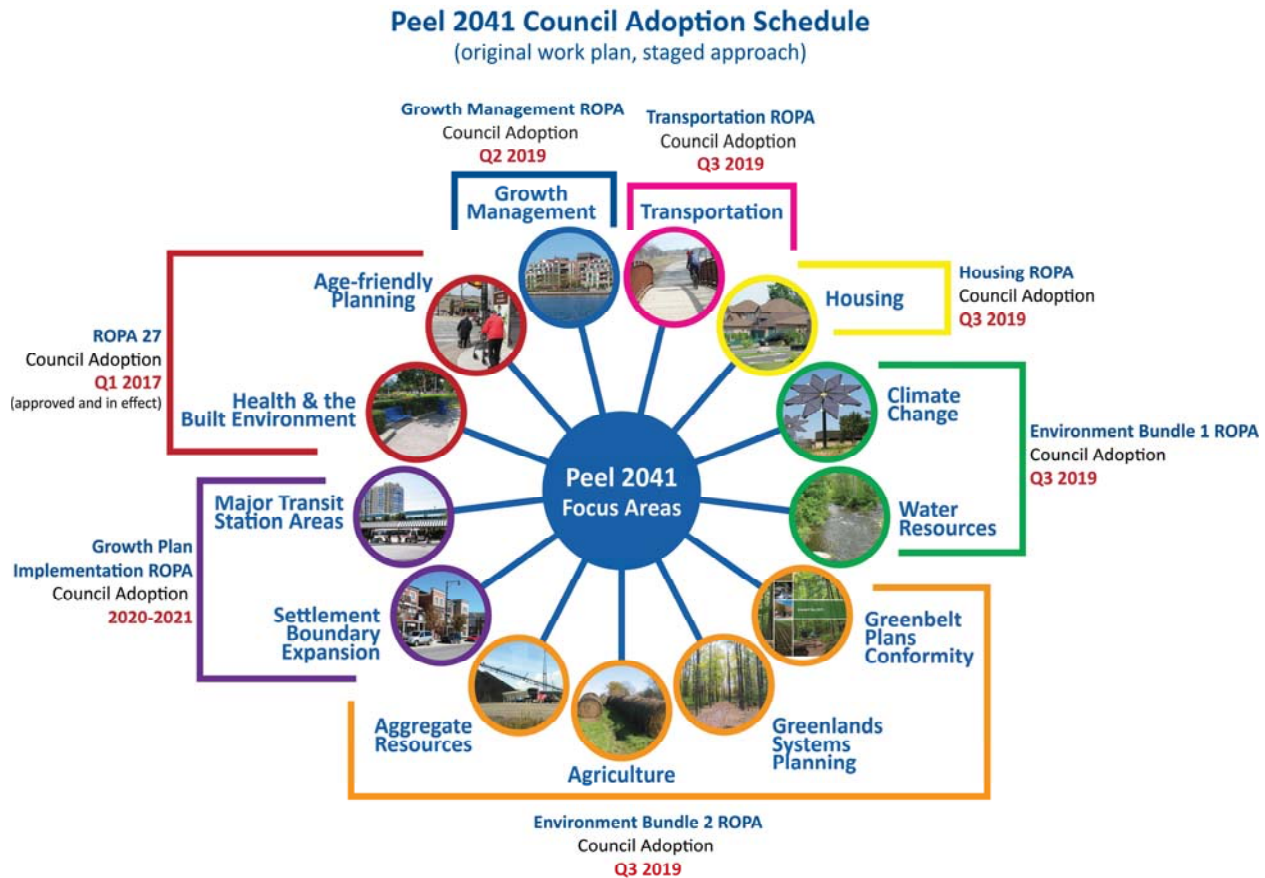 Peel 2041 Council Adoption Schedule
(original work plan, staged approach)
Growth Management ROPA
Council Adoption
Q2 2019
Transportation ROPA
Council Adoption
Q3 2019
Growth
Management
Transportation
Age-friendly
Planning
Housing
Housing ROPA
Council Adoption
Q3 2019
ROPA 27
Council Adoption
Q1 2017
(approved and in effect)
Health & the
Built Environment
Climate
Change
Environment Bundle 1 ROPA
Council Adoption
Q3 2019
Peel 2041
Focus Areas
Major Transit
Station Areas
Water
Resources
Growth Plan
Implementation ROPA
Council Adoption
2020-2021
Settlement
Boundary
Expansion
Greenbelt
Plans
Conformity
Aggregate
Resources
Agriculture
Greenlands
Systems
Planning
Environment Bundle 2 ROPA
Council Adoption
Q3 2019